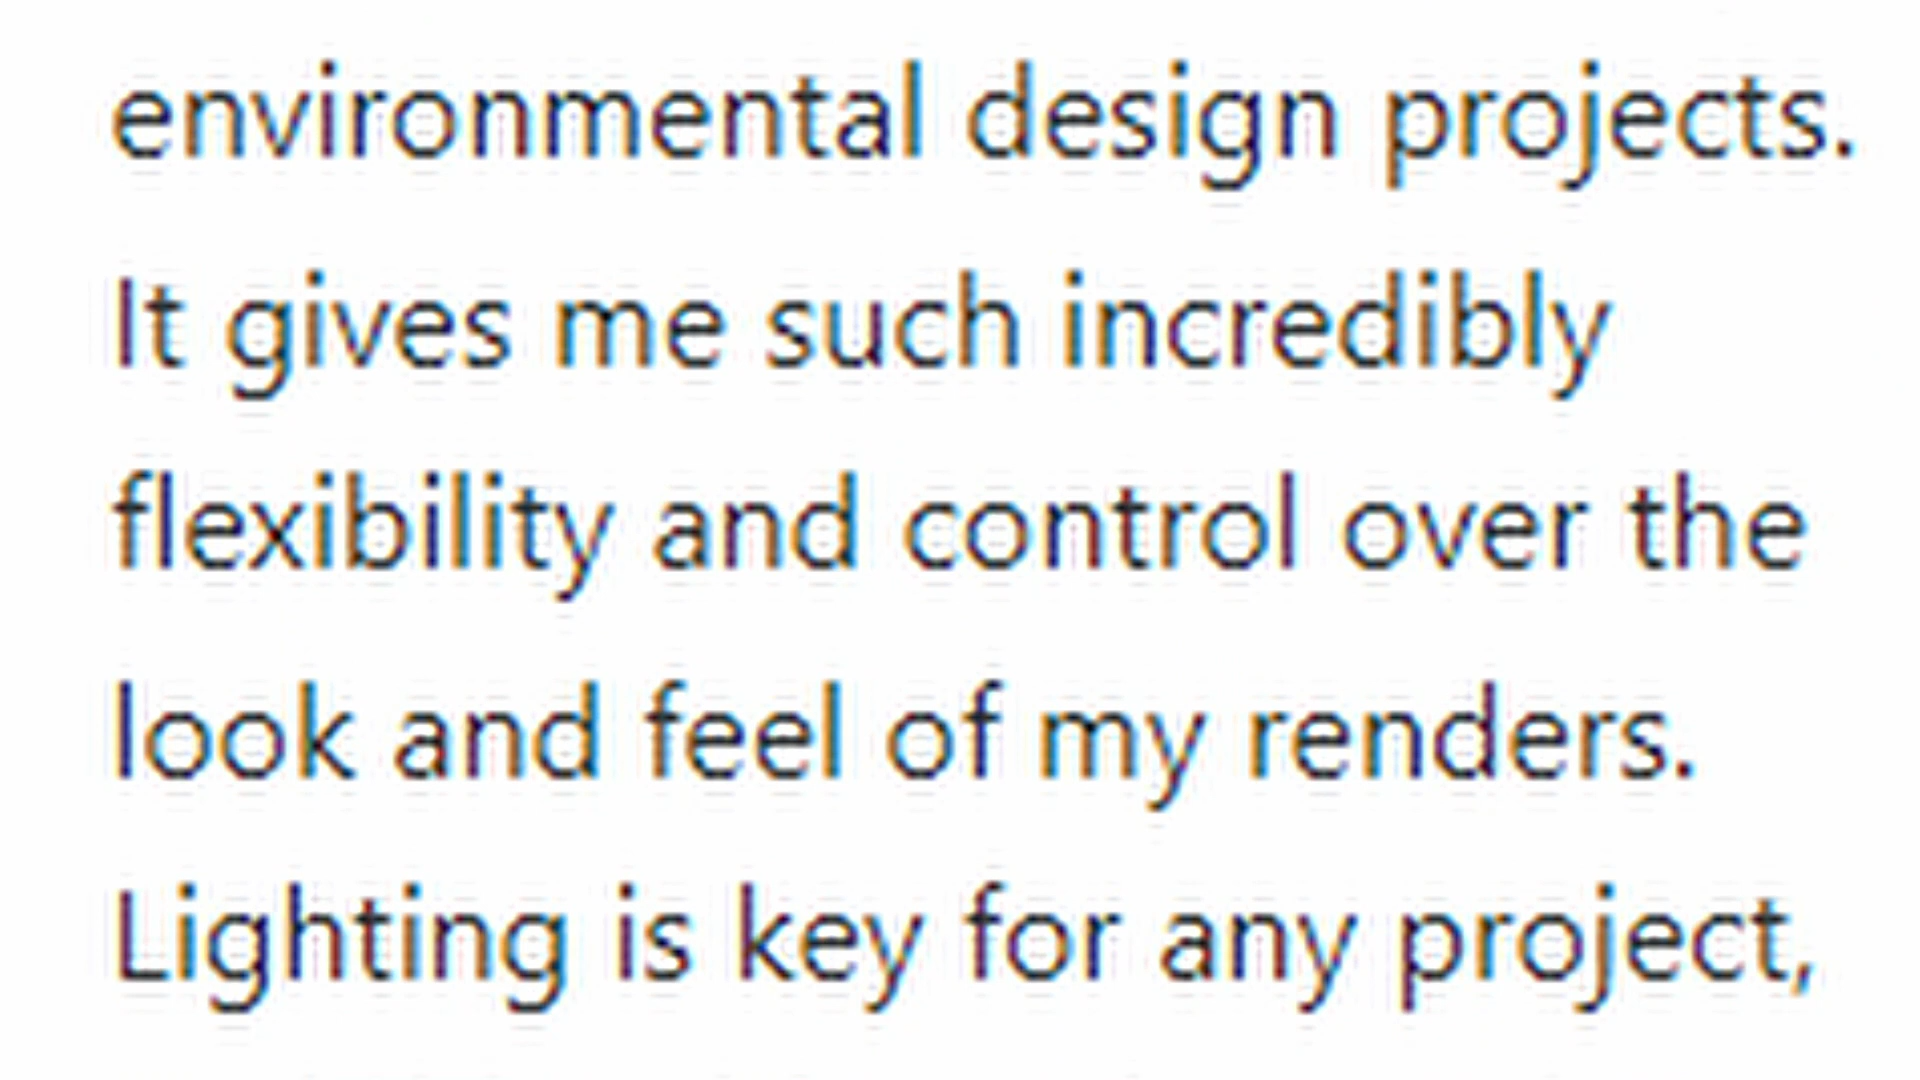 environmental design projects.
It gives me such incredibly
flexibility and control over the
look and feel of my renders.
Lighting is key for any project,